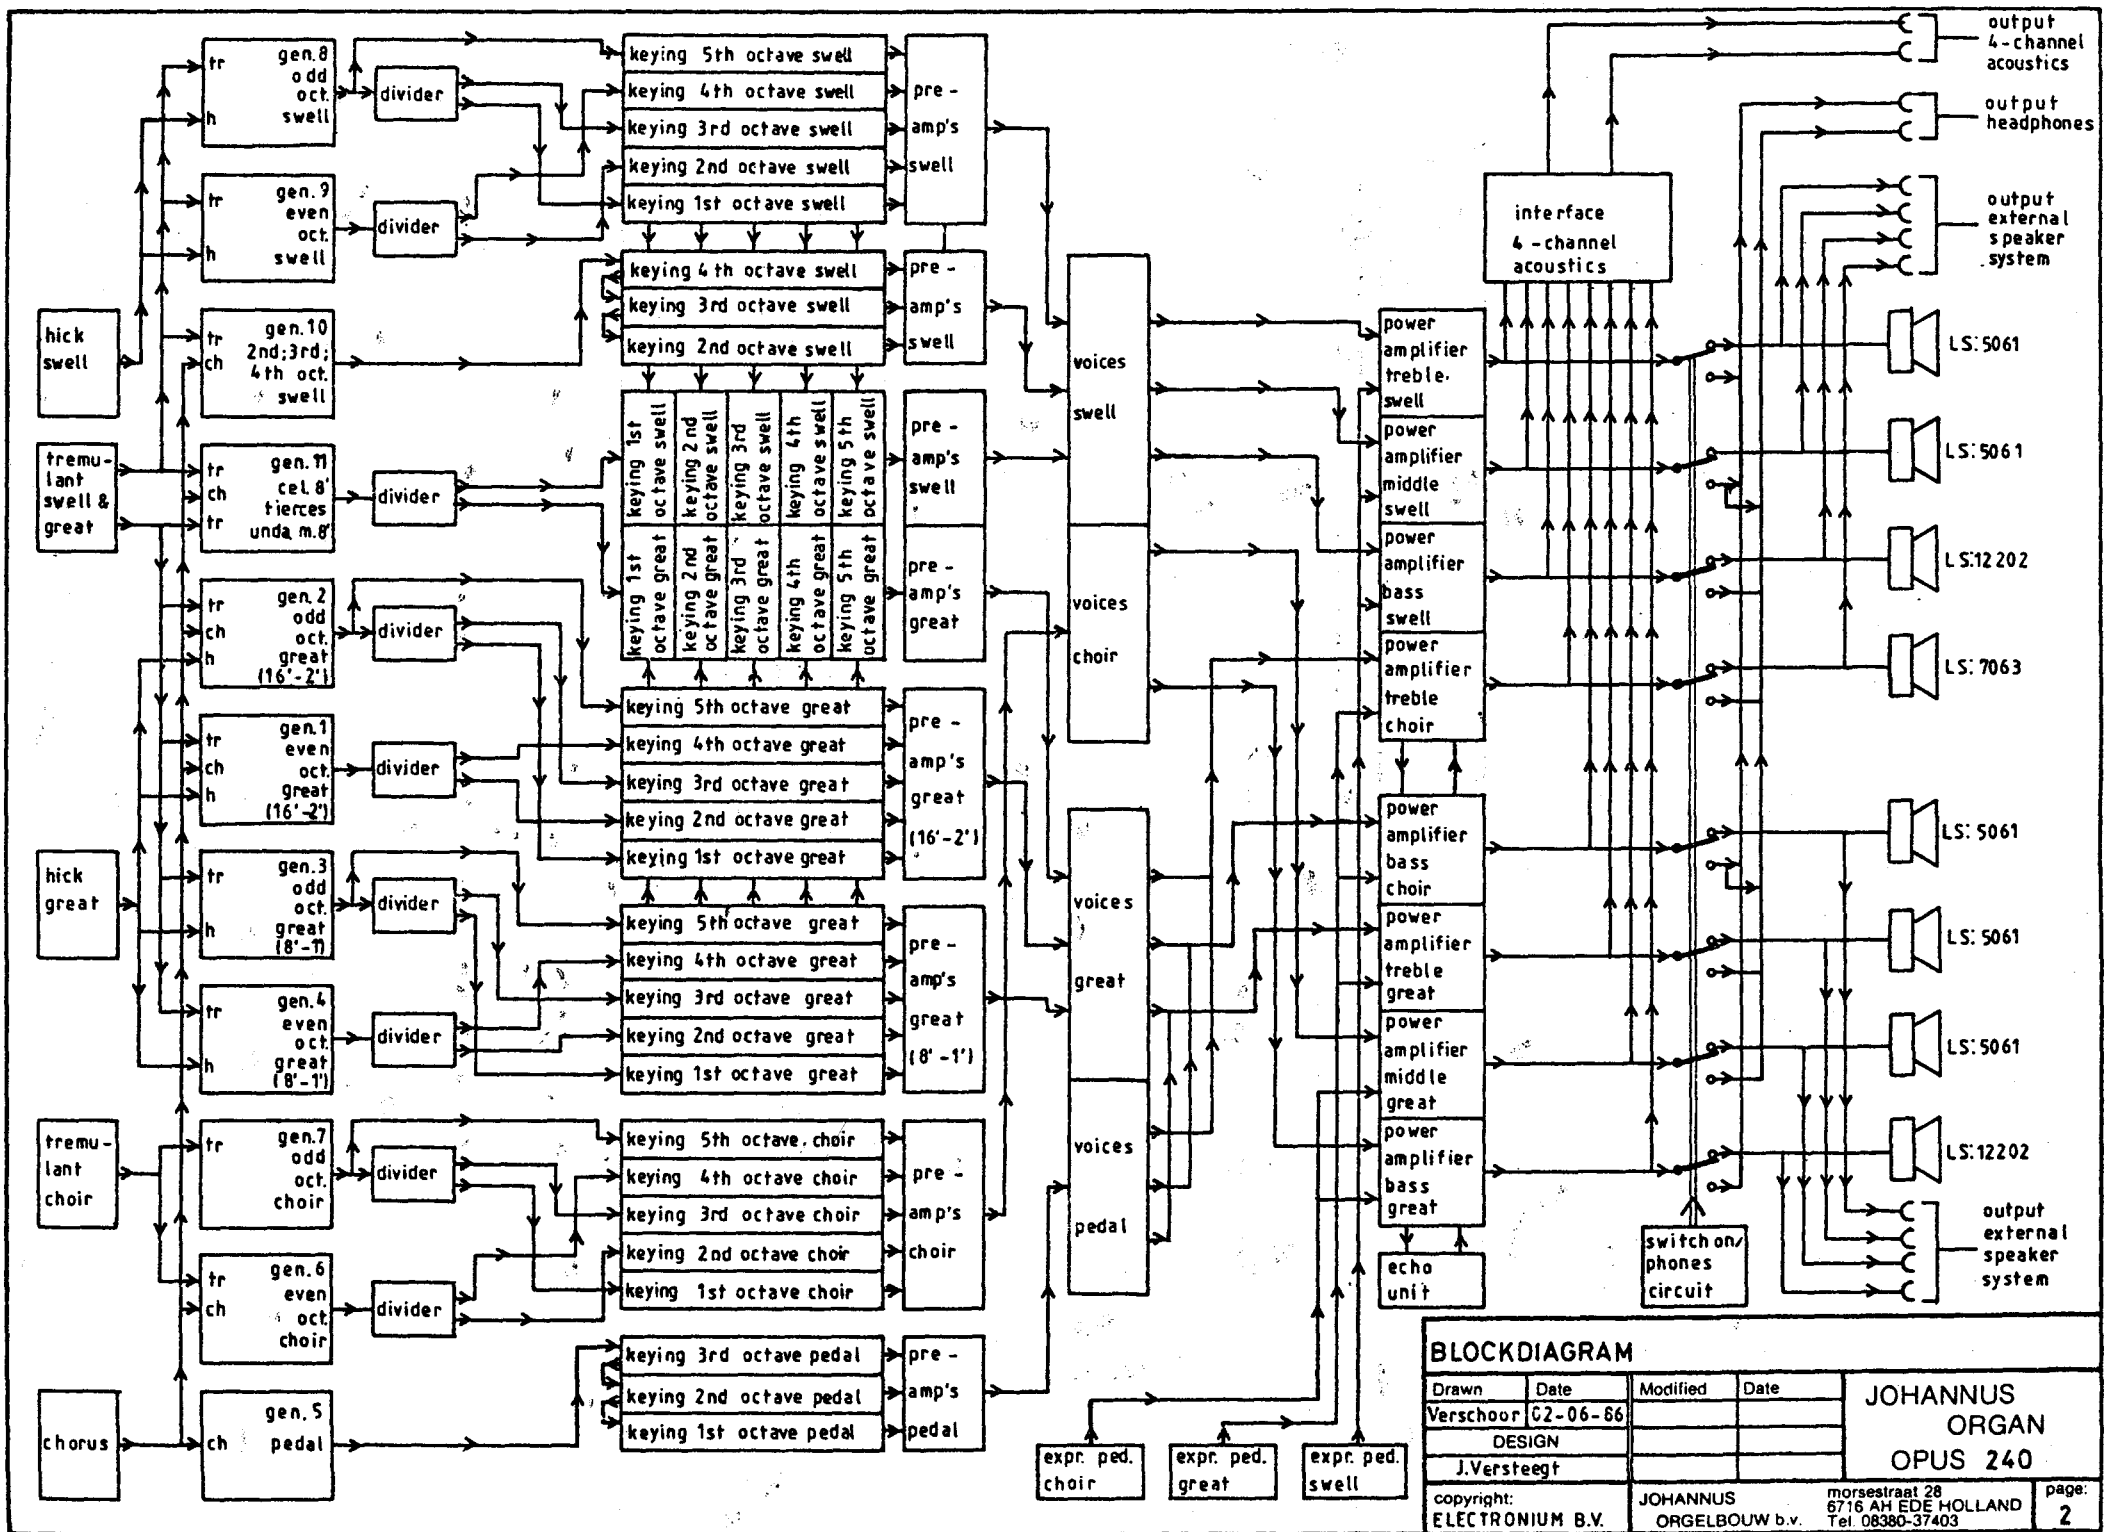 hick
swell
tremu-
lant
swell &
great
hick
great
tremu-
lant
choir
chorus
tr
h
gen.8
odd
oct.
swell
tr
h
gen.9
even
oct.
swell
tr
ch
gen.10
2nd;3rd;
4th oct.
swell
tr
ch
tr
gen.11
cel.8'
tierces
unda m.8'
tr
ch
h
gen.2
odd
oct.
great
(16'-2')
tr
ch
h
gen.1
even
oct.
great
(16'-2')
tr
h
gen.3
odd
oct.
great
(8'-1')
tr
h
gen.4
even
oct.
great
(8'-1')
tr
gen.7
odd
oct.
choir
tr
ch
gen.6
even
oct.
choir
ch
gen.5
pedal
divider
divider
divider
divider
divider
divider
divider
divider
divider
keying 5th octave swell
keying 4th octave swell
keying 3rd octave swell
keying 2nd octave swell
keying 1st octave swell
pre-
amp's
swell
keying 4th octave swell
keying 3rd octave swell
keying 2nd octave swell
pre-
amp's
swell
keying 1st
octave swell
keying 2nd
octave swell
keying 3rd
octave swell
keying 4th
octave swell
keying 5th
octave swell
pre-
amp's
swell
keying 1st
octave great
keying 2nd
octave great
keying 3rd
octave great
keying 4th
octave great
keying 5th
octave great
pre-
amp's
great
keying 5th octave great
keying 4th octave great
keying 3rd octave great
keying 2nd octave great
keying 1st octave great
pre-
amp's
great
(16'-2')
keying 5th octave great
keying 4th octave great
keying 3rd octave great
keying 2nd octave great
keying 1st octave great
pre-
amp's
great
(8'-1')
keying 5th octave choir
keying 4th octave choir
keying 3rd octave choir
keying 2nd octave choir
keying 1st octave choir
pre-
amp's
choir
keying 3rd octave pedal
keying 2nd octave pedal
keying 1st octave pedal
pre-
amp's
pedal
voices
swell
voices
choir
voices
great
voices
pedal
expr. ped.
choir
expr. ped.
great
expr. ped.
swell
interface
4-channel
acoustics
power
amplifier
treble
swell
power
amplifier
middle
swell
power
amplifier
bass
swell
power
amplifier
treble
choir
power
amplifier
bass
choir
power
amplifier
treble
great
power
amplifier
middle
great
power
amplifier
bass
great
echo
unit
switch on/
phones
circuit
output
4-channel
acoustics
output
headphones
output
external
speaker
system
LS:5061
LS:5061
LS:12202
LS:7063
LS:5061
LS:5061
LS:5061
LS:12202
output
external
speaker
system
BLOCKDIAGRAM
Drawn
Date
Modified
Date
Verschoor
02-06-86
DESIGN
J.Versteegt
JOHANNUS
ORGAN
OPUS 240
copyright:
ELECTRONIUM B.V.
JOHANNUS
ORGELBOUW b.v.
morsestraat 28
6716 AH EDE HOLLAND
Tel. 08380-37403
page:
2